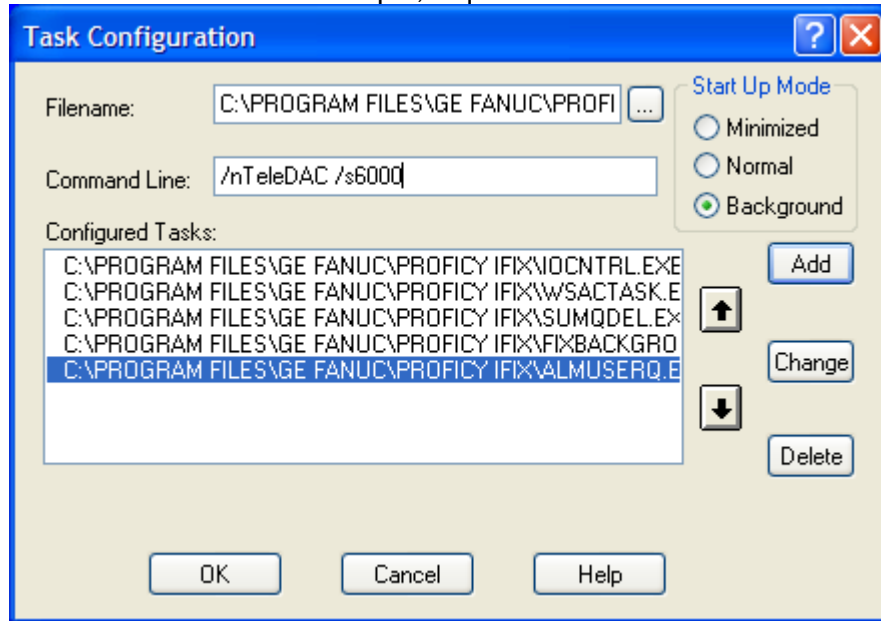 Task Configuration
Filename:
C:\PROGRAM FILES\GE FANUC\PROFI
...
Start Up Mode
Minimized
Normal
Background
Command Line:
/nTeleDAC /s6000
Configured Tasks:
C:\PROGRAM FILES\GE FANUC\PROFICY IFIX\IOCNTRL.EXE
C:\PROGRAM FILES\GE FANUC\PROFICY IFIX\WSACTASK.E
C:\PROGRAM FILES\GE FANUC\PROFICY IFIX\SUMQDEL.EX
C:\PROGRAM FILES\GE FANUC\PROFICY IFIX\FIXBACKGRO
C:\PROGRAM FILES\GE FANUC\PROFICY IFIX\ALMUSERQ.E
Add
Change
Delete
OK
Cancel
Help